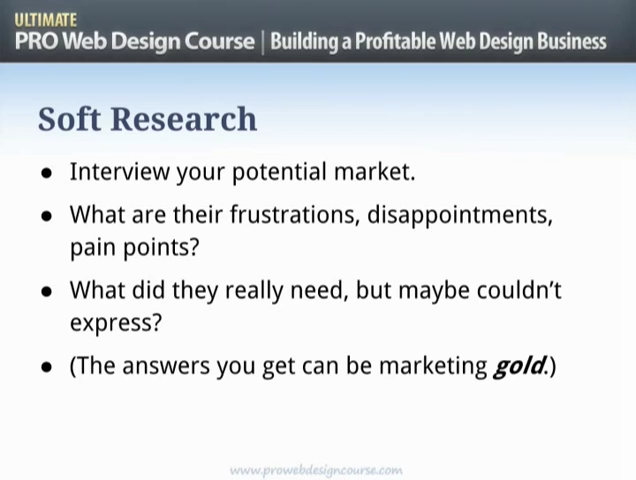 ULTIMATE
PRO Web Design Course | Building a Profitable Web Design Business
Soft Research
● Interview your potential market.
● What are their frustrations, disappointments,
pain points?
● What did they really need, but maybe couldn't
express?
● (The answers you get can be marketing gold.)
www.prowebdesigncourse.com